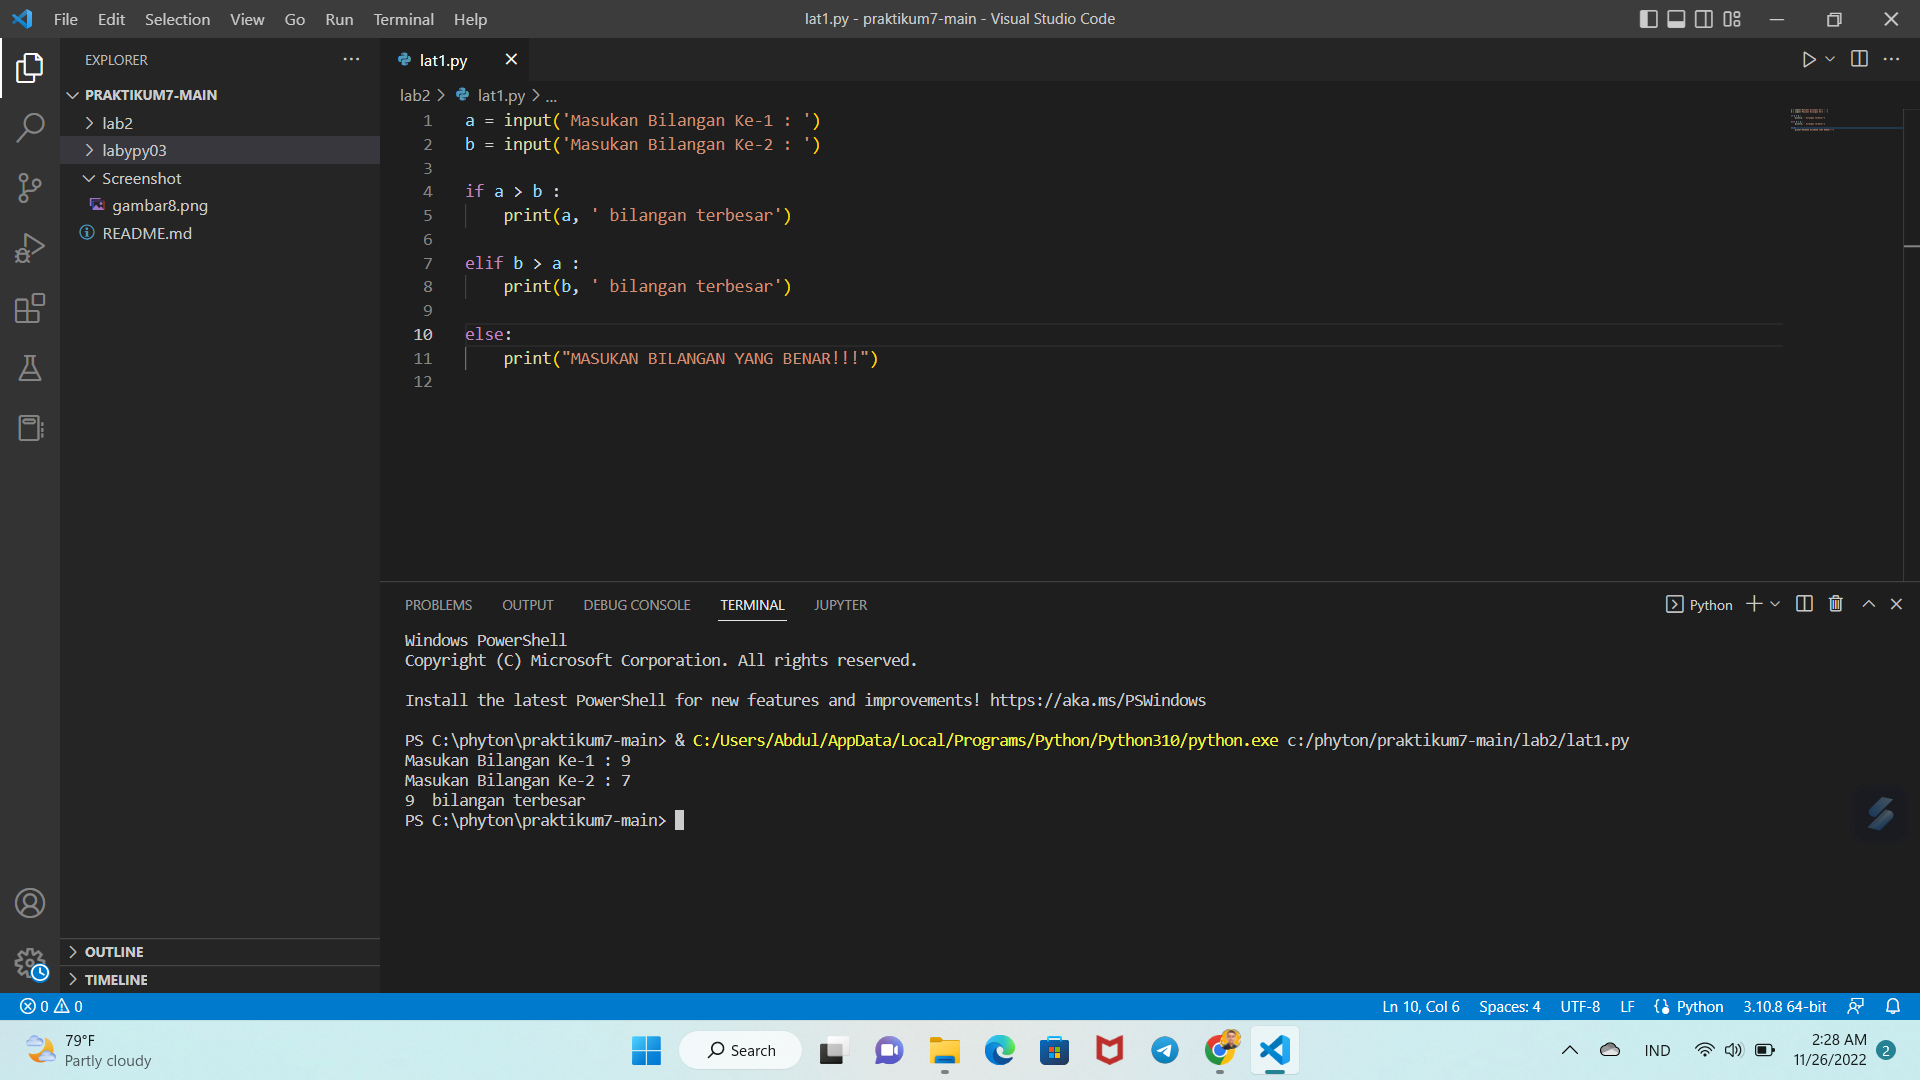 File Edit Selection View Go Run Terminal Help
lat1.py - praktikum7-main - Visual Studio Code
EXPLORER
PRAKTIKUM7-MAIN
lab2
labypy03
Screenshot
gambar8.png
README.md
OUTLINE
TIMELINE
lat1.py
lab2 > lat1.py > ...
1 a = input('Masukan Bilangan Ke-1 : ')
2 b = input('Masukan Bilangan Ke-2 : ')
3
4 if a > b :
5     print(a, ' bilangan terbesar')
6
7 elif b > a :
8     print(b, ' bilangan terbesar')
9
10 else:
11     print("MASUKAN BILANGAN YANG BENAR!!!")
12
PROBLEMS OUTPUT DEBUG CONSOLE TERMINAL JUPYTER
Python
Windows PowerShell
Copyright (C) Microsoft Corporation. All rights reserved.
Install the latest PowerShell for new features and improvements! https://aka.ms/PSWindows
PS C:\phyton\praktikum7-main> & C:/Users/Abdul/AppData/Local/Programs/Python/Python310/python.exe c:/phyton/praktikum7-main/lab2/lat1.py
Masukan Bilangan Ke-1 : 9
Masukan Bilangan Ke-2 : 7
9  bilangan terbesar
PS C:\phyton\praktikum7-main>
0 0
Ln 10, Col 6 Spaces: 4 UTF-8 LF Python 3.10.8 64-bit
79°F
Partly cloudy
Search
IND
2:28 AM
11/26/2022
2